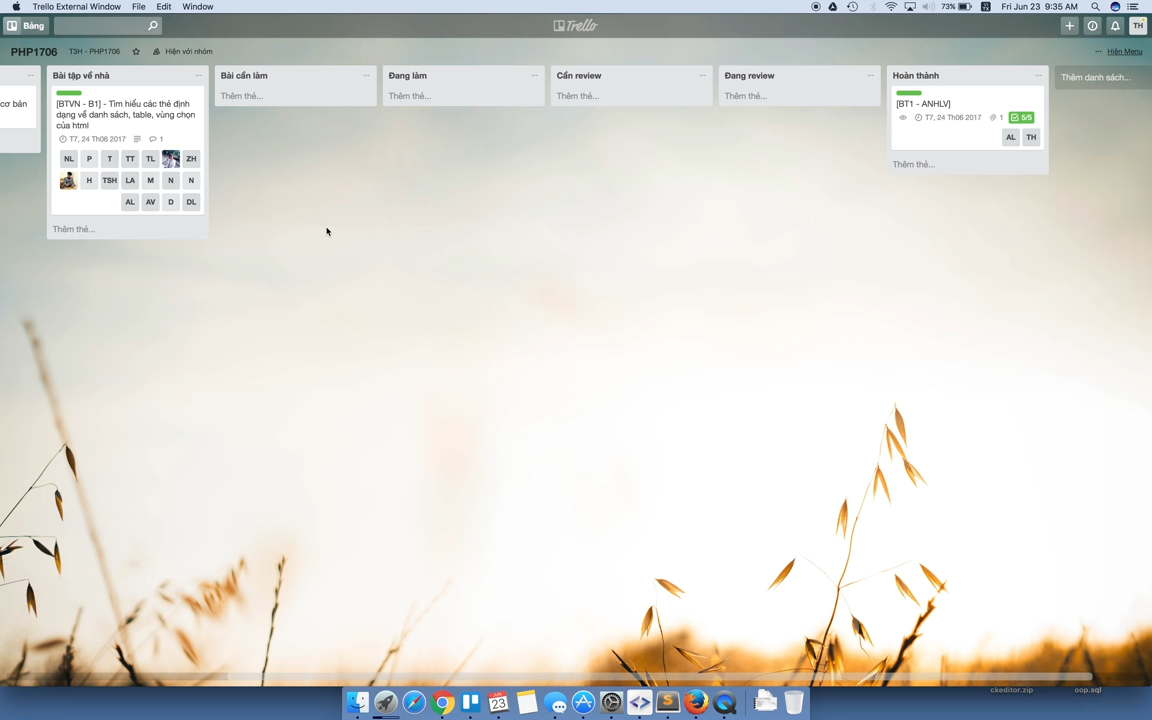 Trello External Window File Edit Window
73% Fri Jun 23 9:35 AM
Bảng
Trello
TH
PHP1706 T3H - PHP1706 Hiện với nhóm
Hiện Menu
cơ bản
Bài tập về nhà
[BTVN - B1] - Tìm hiểu các thẻ định
dạng về danh sách, table, vùng chọn
của html
T7, 24 Th06 2017 1
NL P T TT TL ZH
H TSH LA M N N
AL AV D DL
Thêm thẻ...
Bài cần làm
Thêm thẻ...
Đang làm
Thêm thẻ...
Cần review
Thêm thẻ...
Đang review
Thêm thẻ...
Hoàn thành
[BT1 - ANHLV]
T7, 24 Th06 2017 1 5/5
AL TH
Thêm thẻ...
Thêm danh sách...
ckeditor.zip oop.sql
23